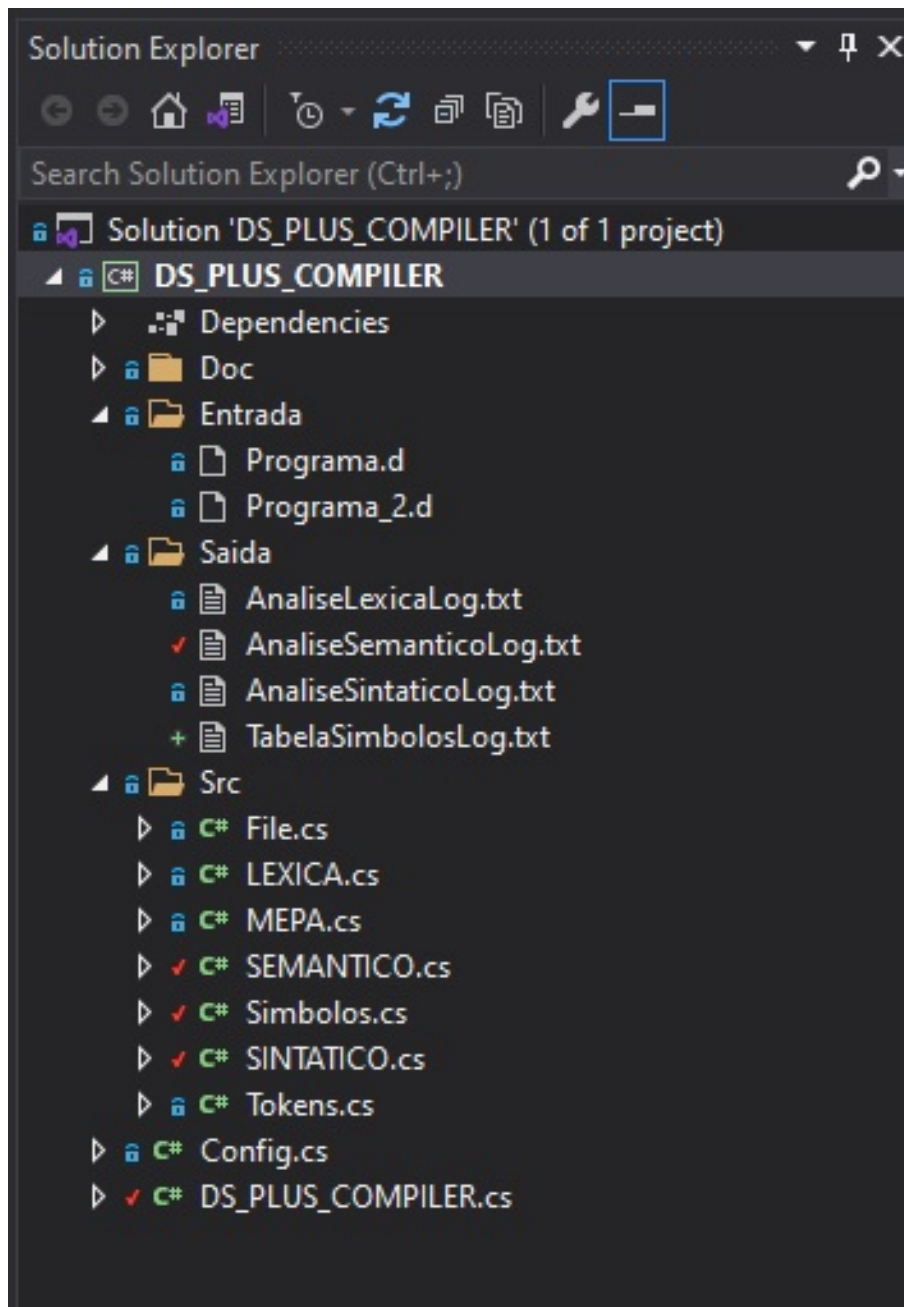 Solution Explorer
Search Solution Explorer (Ctrl+;)
Solution 'DS_PLUS_COMPILER' (1 of 1 project)
C# DS_PLUS_COMPILER
Dependencies
Doc
Entrada
Programa.d
Programa_2.d
Saida
AnaliseLexicaLog.txt
AnaliseSemanticoLog.txt
AnaliseSintaticoLog.txt
TabelaSimbolosLog.txt
Src
C# File.cs
C# LEXICA.cs
C# MEPA.cs
C# SEMANTICO.cs
C# Simbolos.cs
C# SINTATICO.cs
C# Tokens.cs
C# Config.cs
C# DS_PLUS_COMPILER.cs